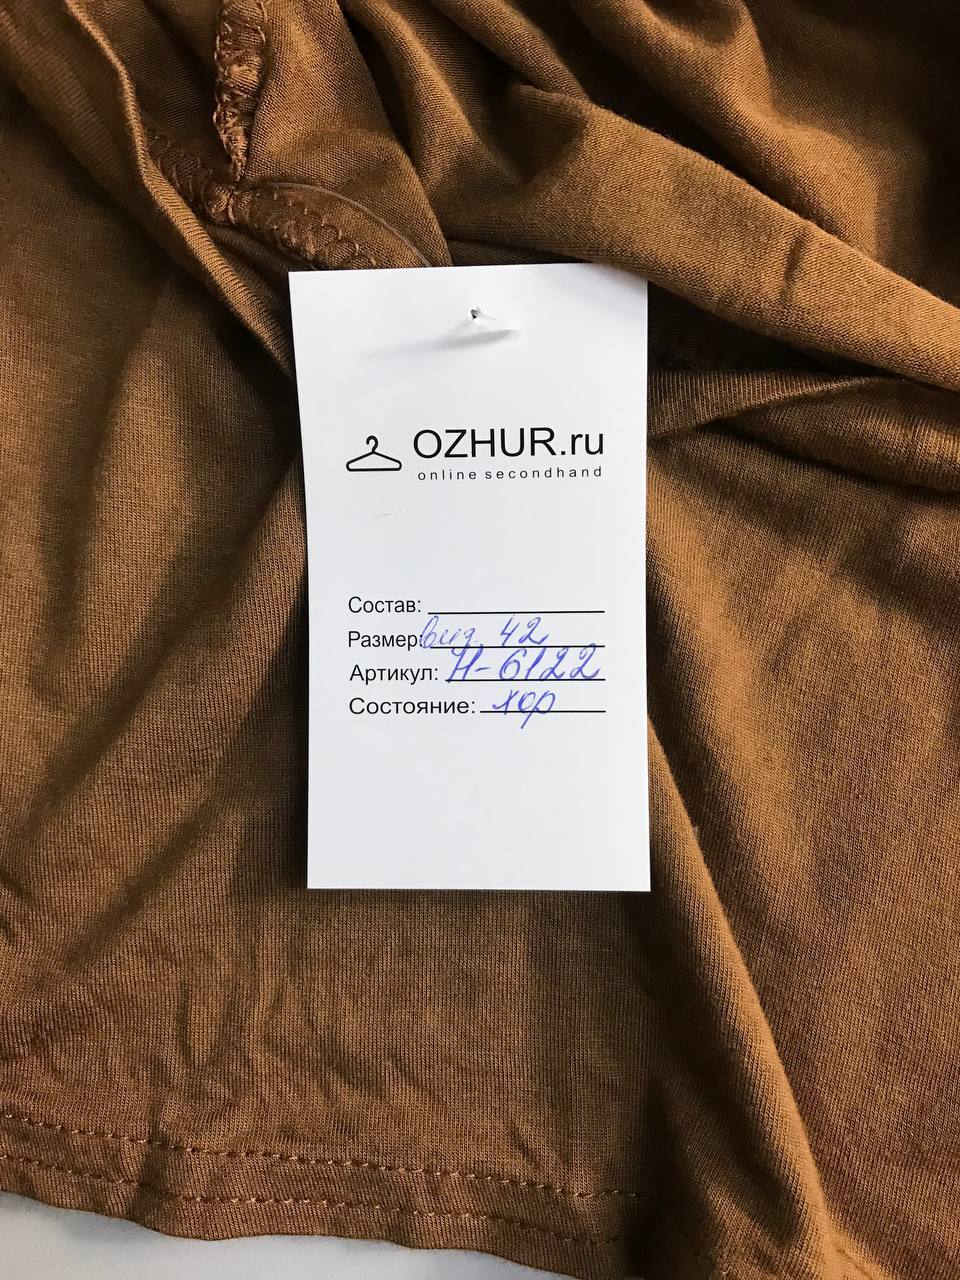 OZHUR.ru
online secondhand
Состав:
Размер: виз. 42
Артикул: Н-6122
Состояние: хор